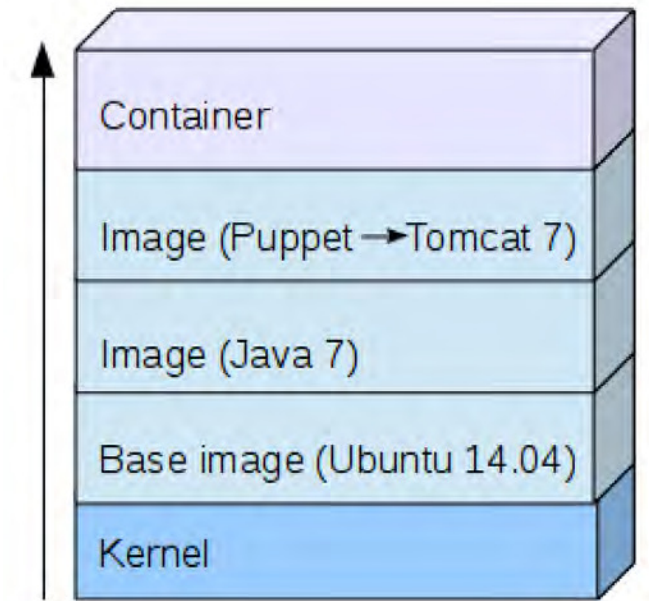 Container
Image (Puppet → Tomcat 7)
Image (Java 7)
Base image (Ubuntu 14.04)
Kernel